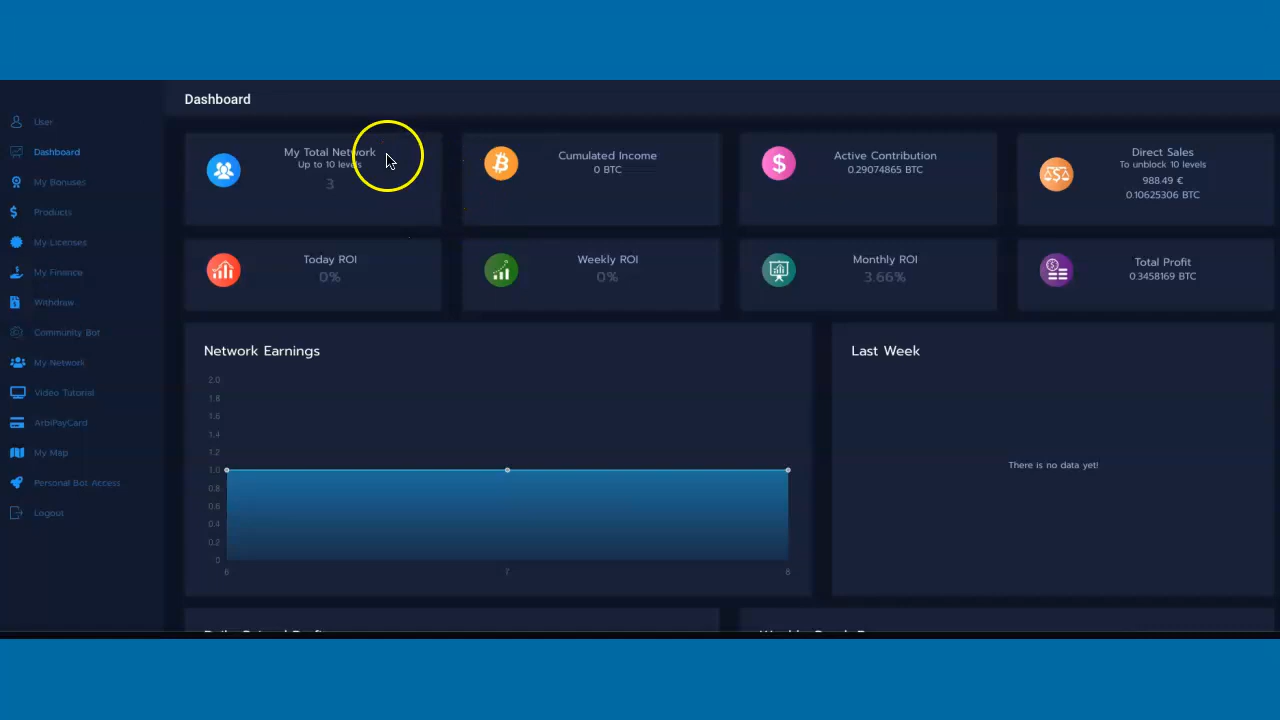 Dashboard
User
Dashboard
My Bonuses
Products
My Licenses
My Finance
Withdraw
Community Bot
My Network
Video Tutorial
ArbiPayCard
My Map
Personal Bot Access
Logout
My Total Network
Up to 10 levels
3
Cumulated Income
0 BTC
Active Contribution
0.29074865 BTC
Direct Sales
To unblock 10 levels
988.49 €
0.10625306 BTC
Today ROI
0%
Weekly ROI
0%
Monthly ROI
3.66%
Total Profit
0.3458169 BTC
Network Earnings
2.0
1.8
1.6
1.4
1.2
1.0
0.8
0.6
0.4
0.2
0
6 7 8
Last Week
There is no data yet!